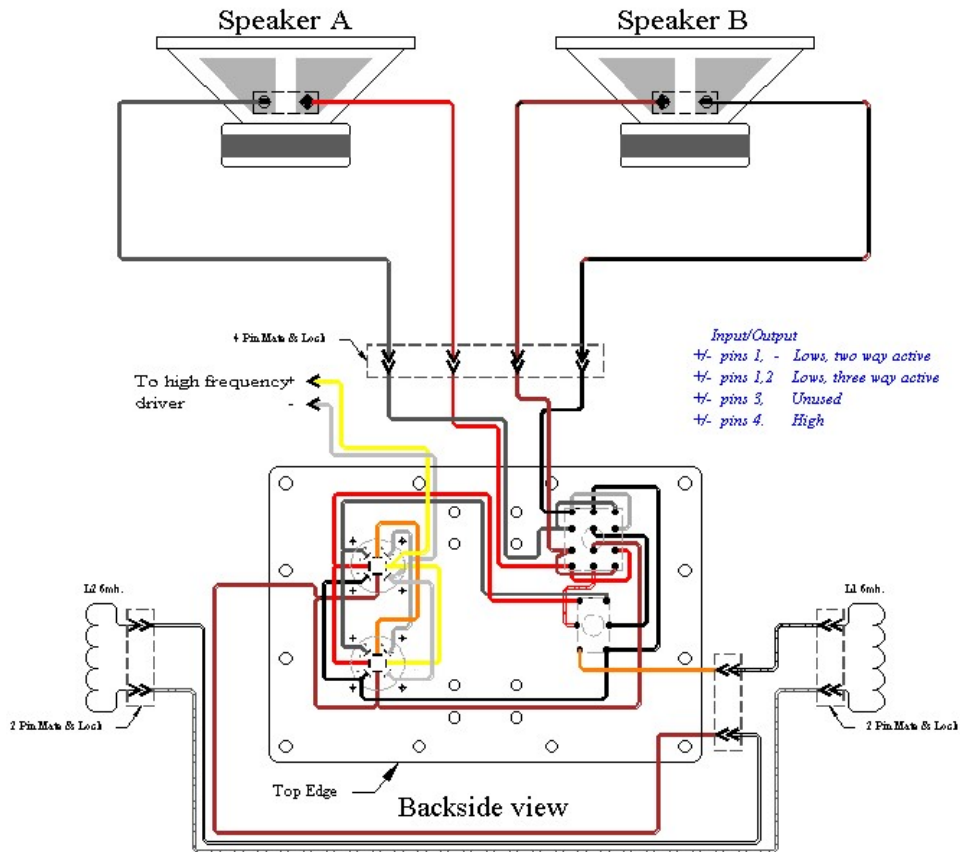 Speaker A
Speaker B
4 Pin Mate & Lock
Input/Output
+/- pins 1, - Lows, two way active
+/- pins 1,2 Lows, three way active
+/- pins 3, Unused
+/- pins 4. High
To high frequency +
driver -
L2 6mh.
L1 6mh.
2 Pin Mate & Lock
2 Pin Mate & Lock
Top Edge
Backside view